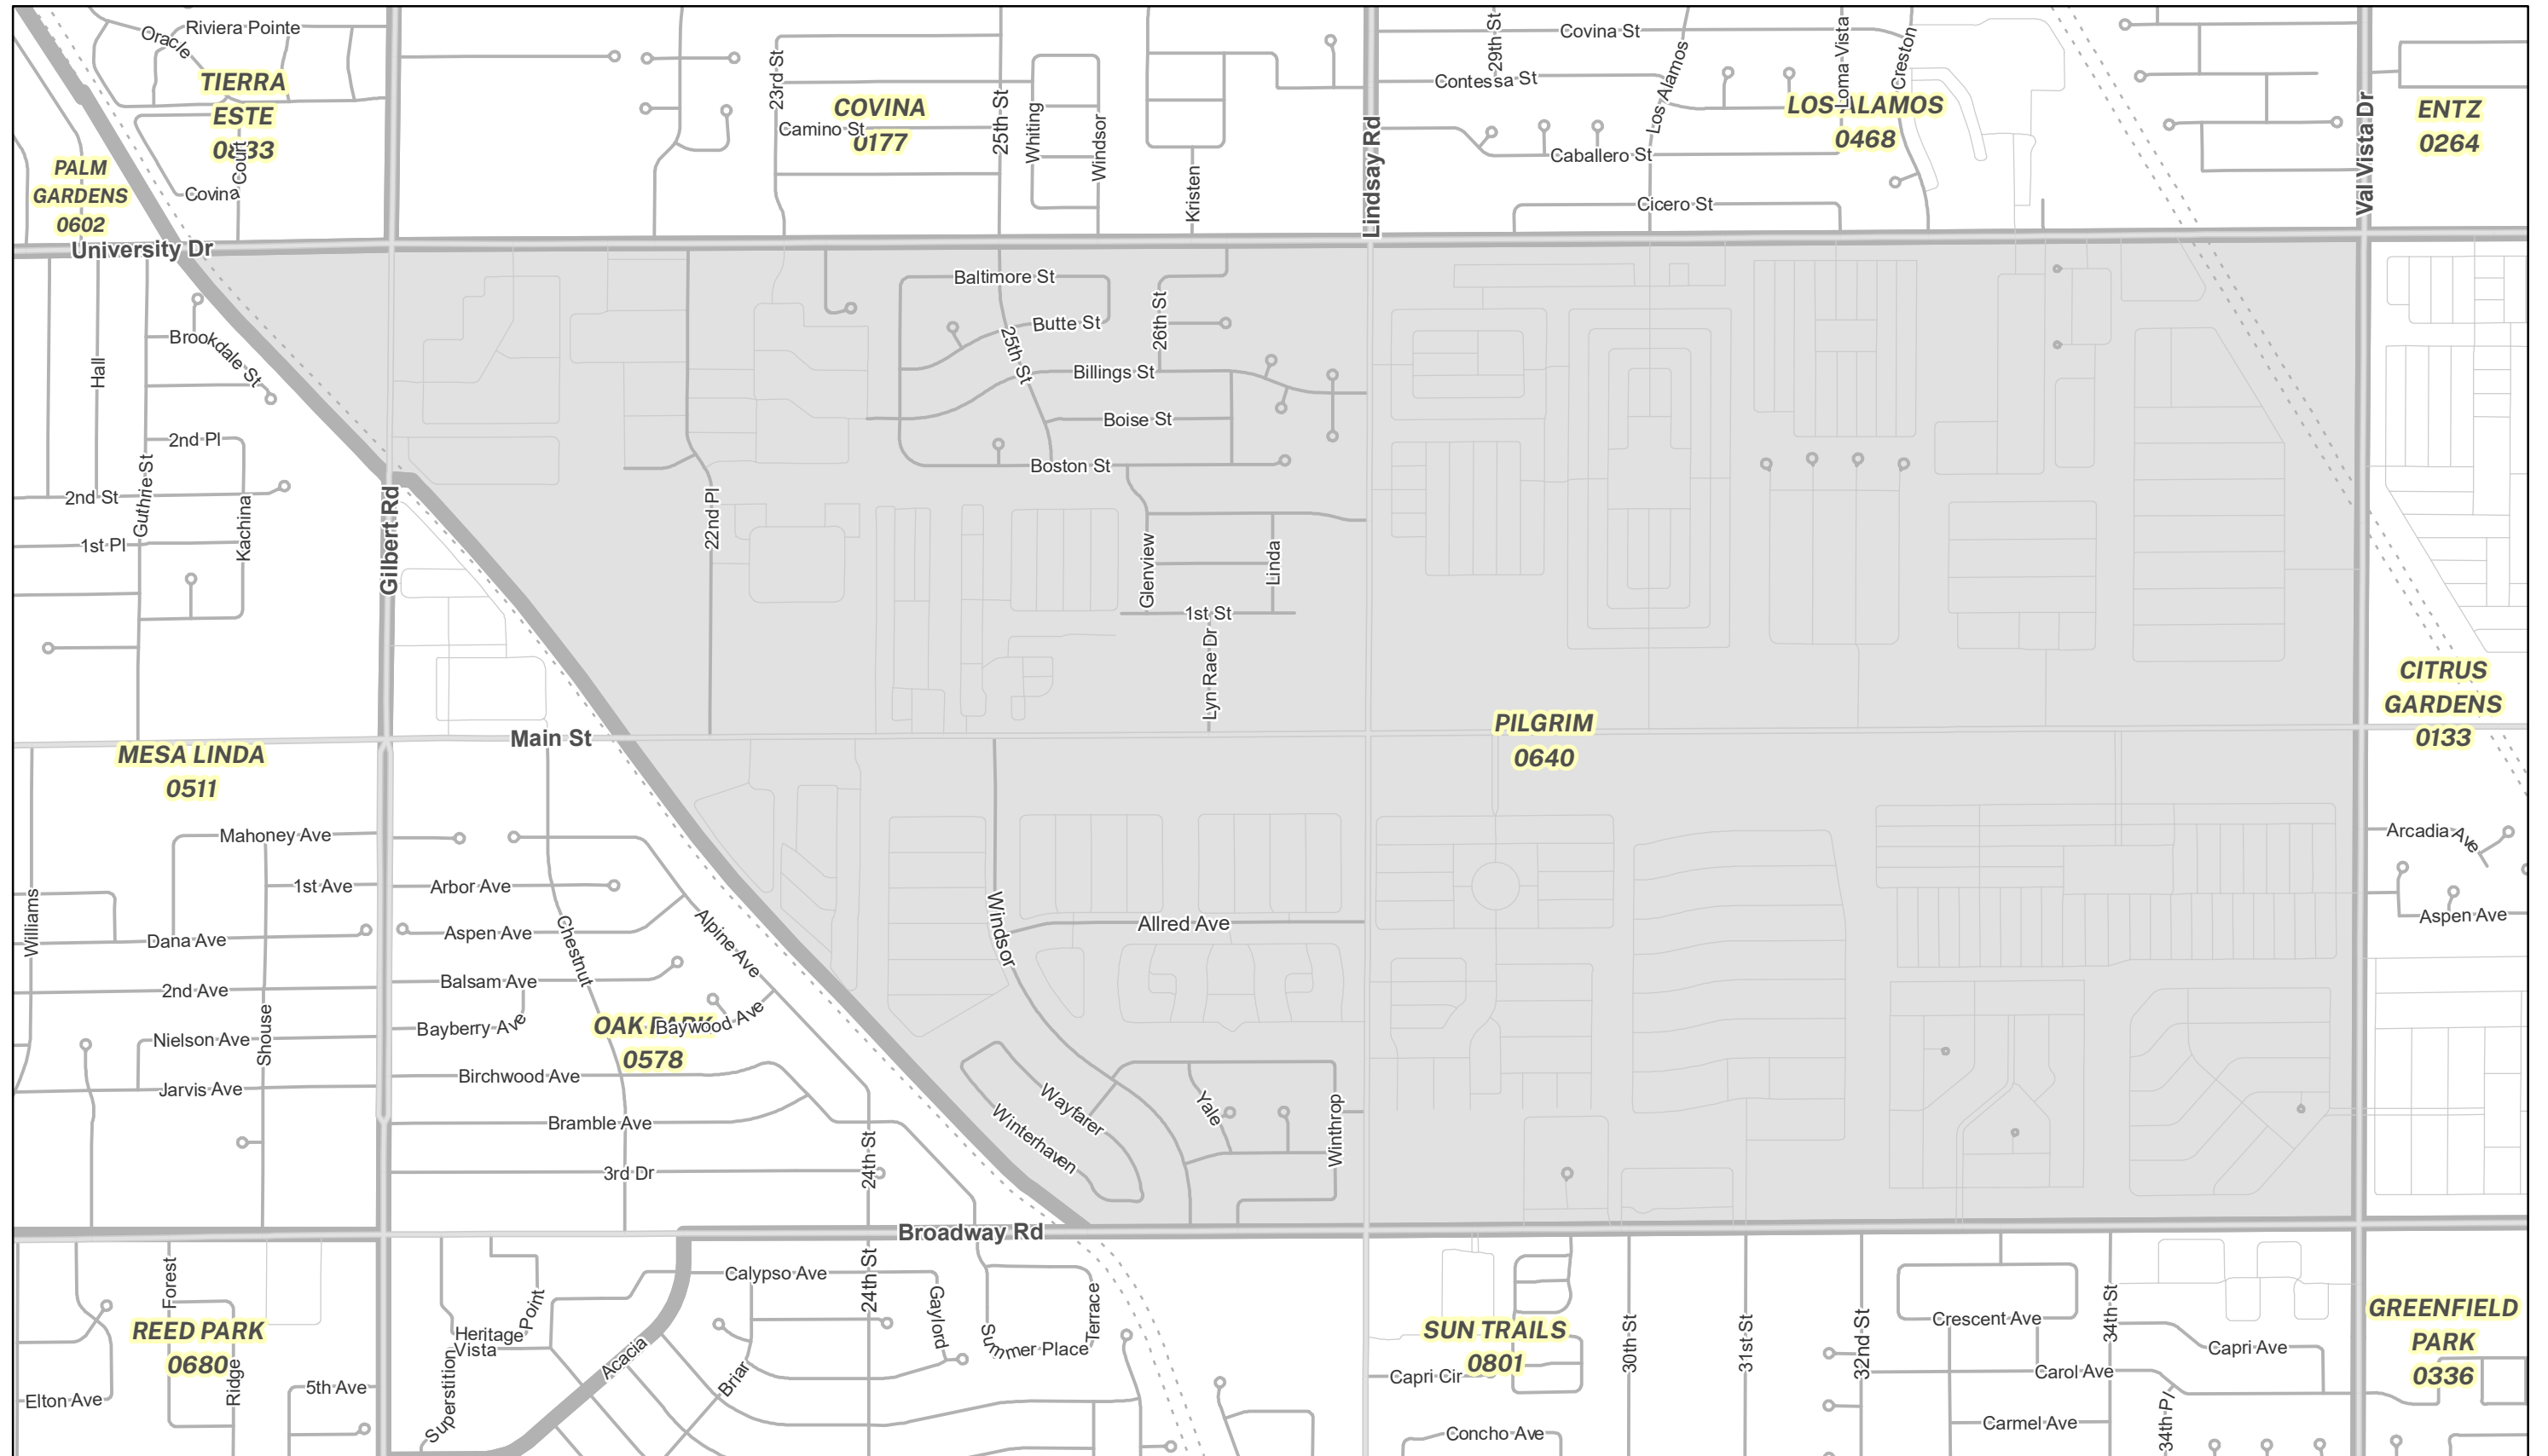 Riviera Pointe
Oracle
TIERRA
ESTE
0833
Court
Covina
PALM
GARDENS
0602
University Dr
23rd St
COVINA
0177
Camino St
25th St
Whiting
Windsor
Kristen
Lindsay Rd
29th St
Covina St
Contessa St
Los Alamos
Loma Vista
Creston
LOS ALAMOS
0468
Caballero St
Cicero St
Val Vista Dr
ENTZ
0264
Hall
Brookdale St
2nd Pl
Guthrie St
2nd St
1st Pl
Kachina
Gilbert Rd
22nd Pl
Baltimore St
Butte St
25th St
26th St
Billings St
Boise St
Boston St
Glenview
Linda
1st St
Lyn Rae Dr
Main St
PILGRIM
0640
CITRUS
GARDENS
0133
MESA LINDA
0511
Mahoney Ave
1st Ave
Williams
Dana Ave
2nd Ave
Nielson Ave
Shouse
Jarvis Ave
Arbor Ave
Aspen Ave
Chestnut
Alpine Ave
Balsam Ave
Bayberry Ave
OAK PARK
0578
Baywood Ave
Birchwood Ave
Bramble Ave
3rd Dr
24th St
Windsor
Allred Ave
Wayfarer
Winterhaven
Yale
Winthrop
Arcadia Ave
Aspen Ave
Broadway Rd
Forest
REED PARK
0680
Ridge
Elton Ave
5th Ave
Heritage
Vista
Point
Superstition
Acacia
Briar
Calypso Ave
24th St
Gaylord
Summer Place
Terrace
SUN TRAILS
0801
Capri Cir
Concho Ave
30th St
31st St
32nd St
Crescent Ave
34th St
Capri Ave
Carol Ave
Carmel Ave
34th Pl
GREENFIELD
PARK
0336